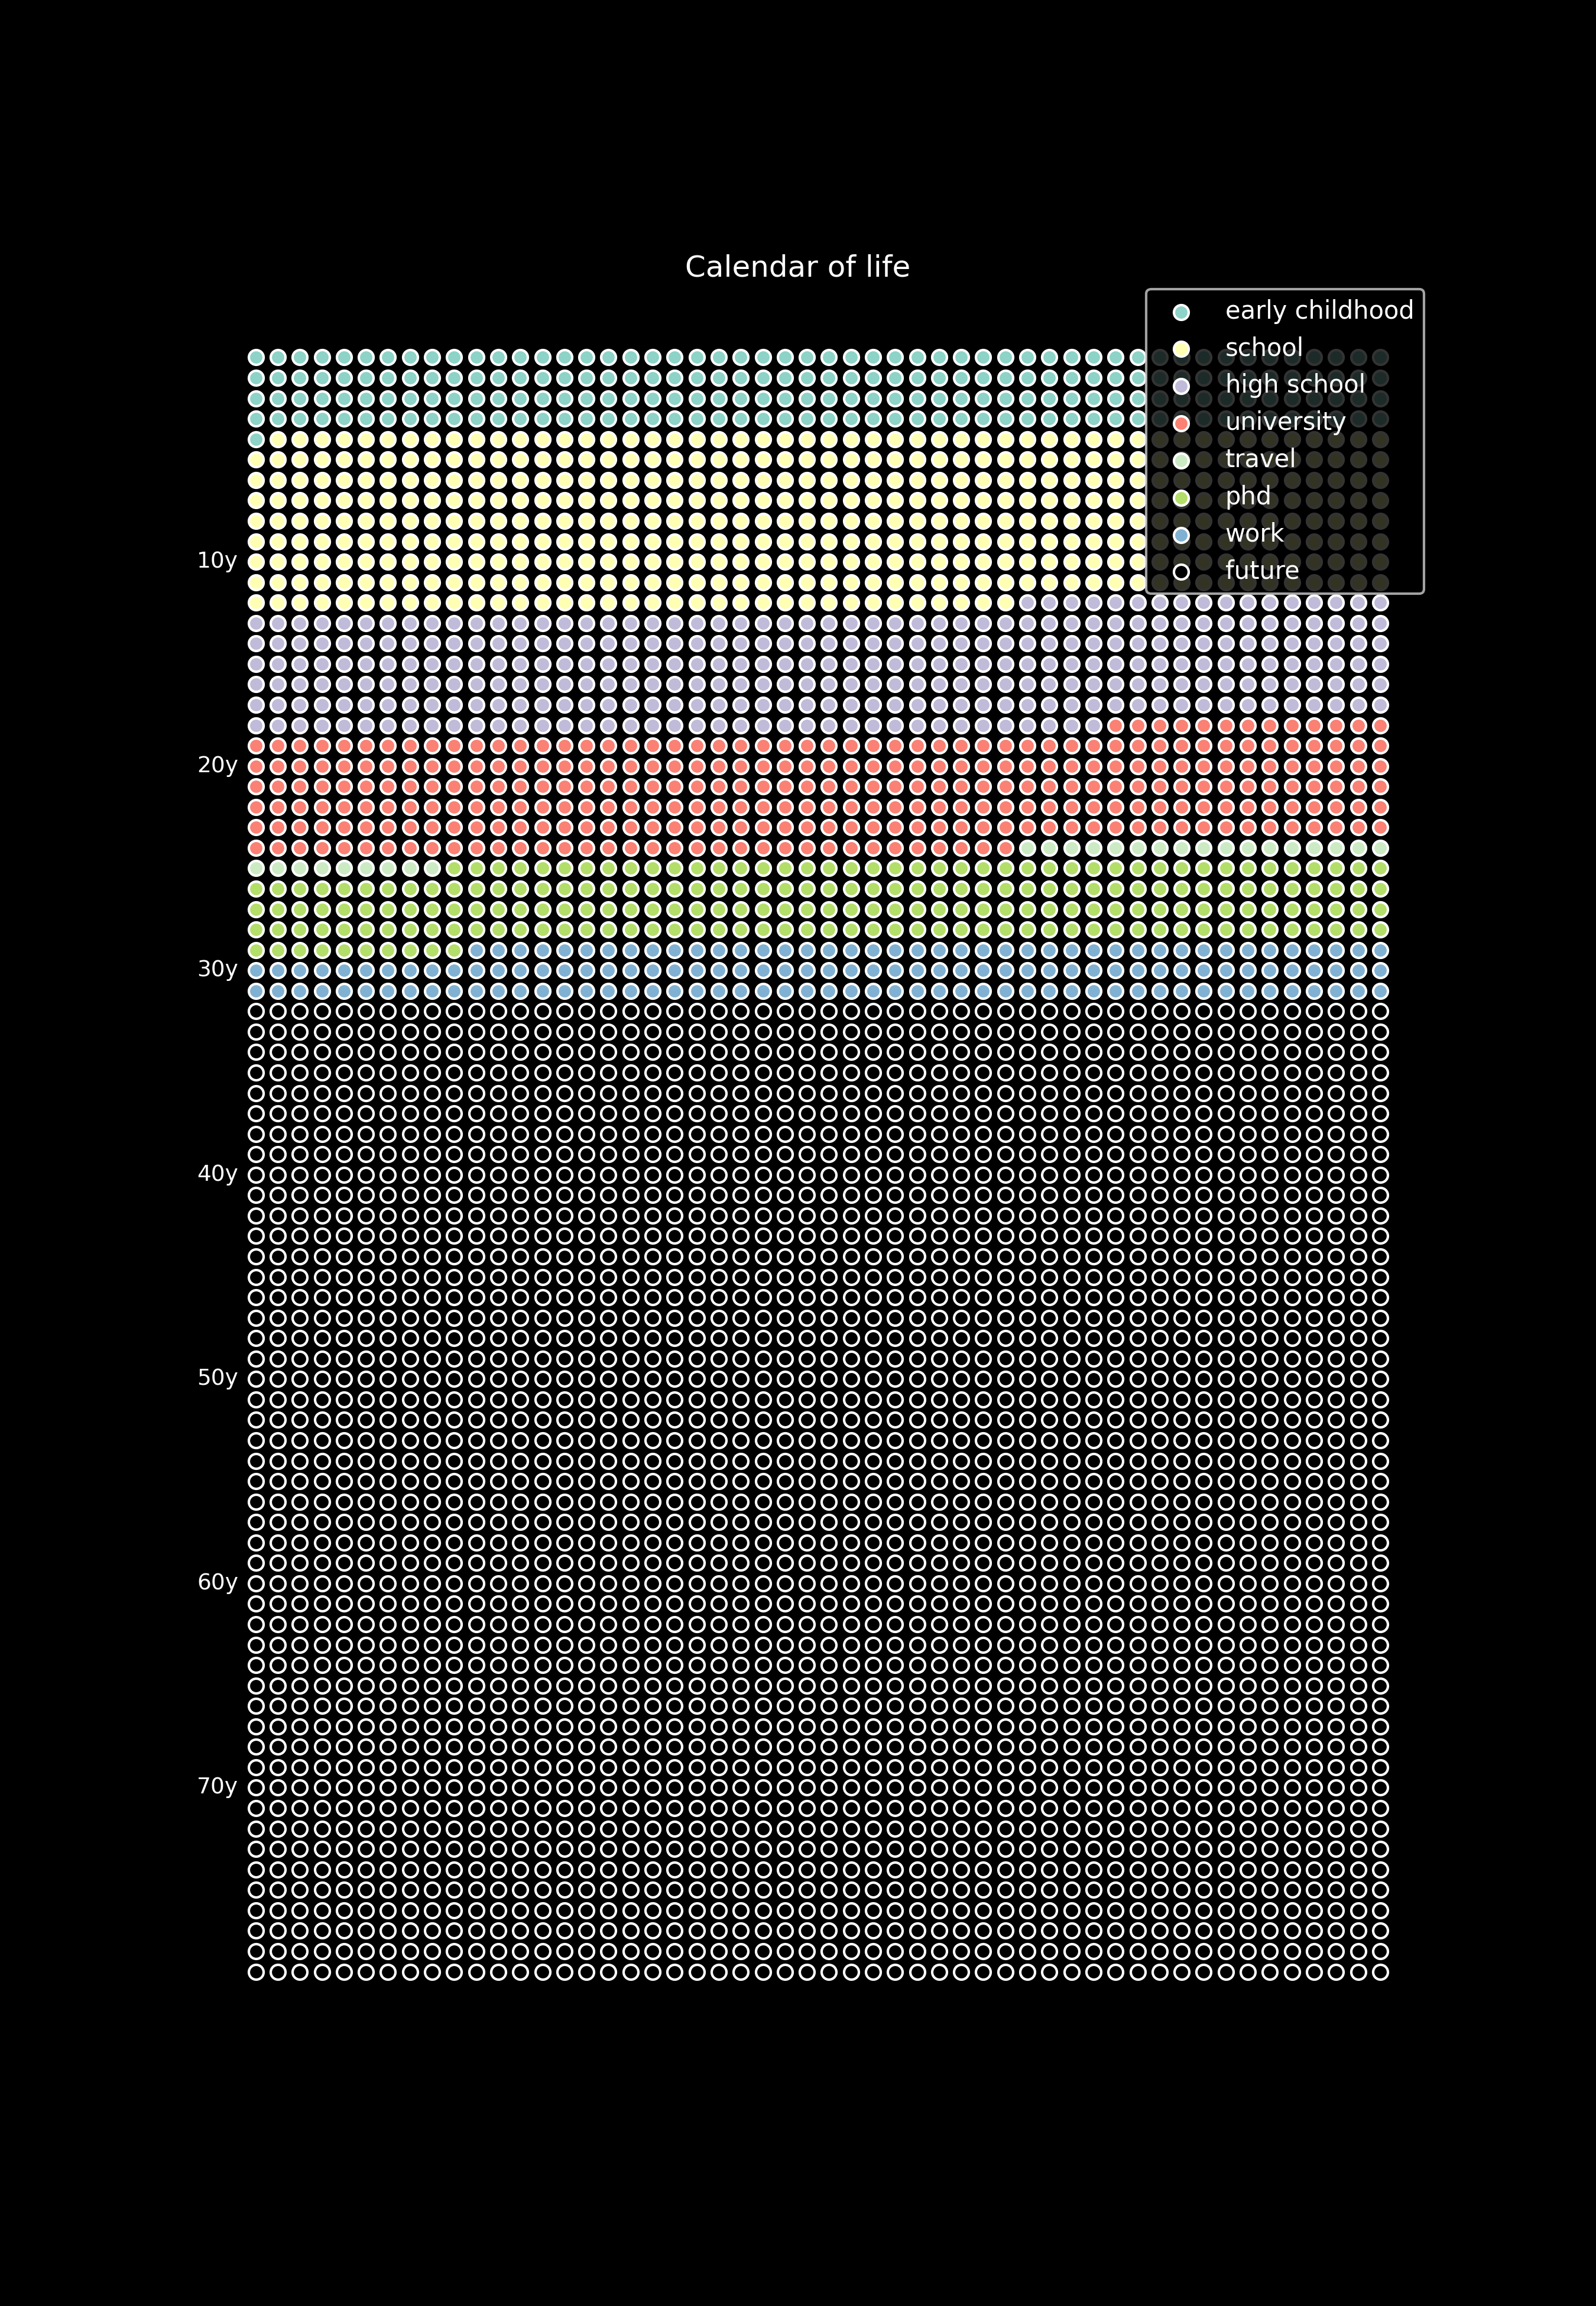 Calendar of life
early childhood
school
high school
university
travel
phd
work
future
10y
20y
30y
40y
50y
60y
70y